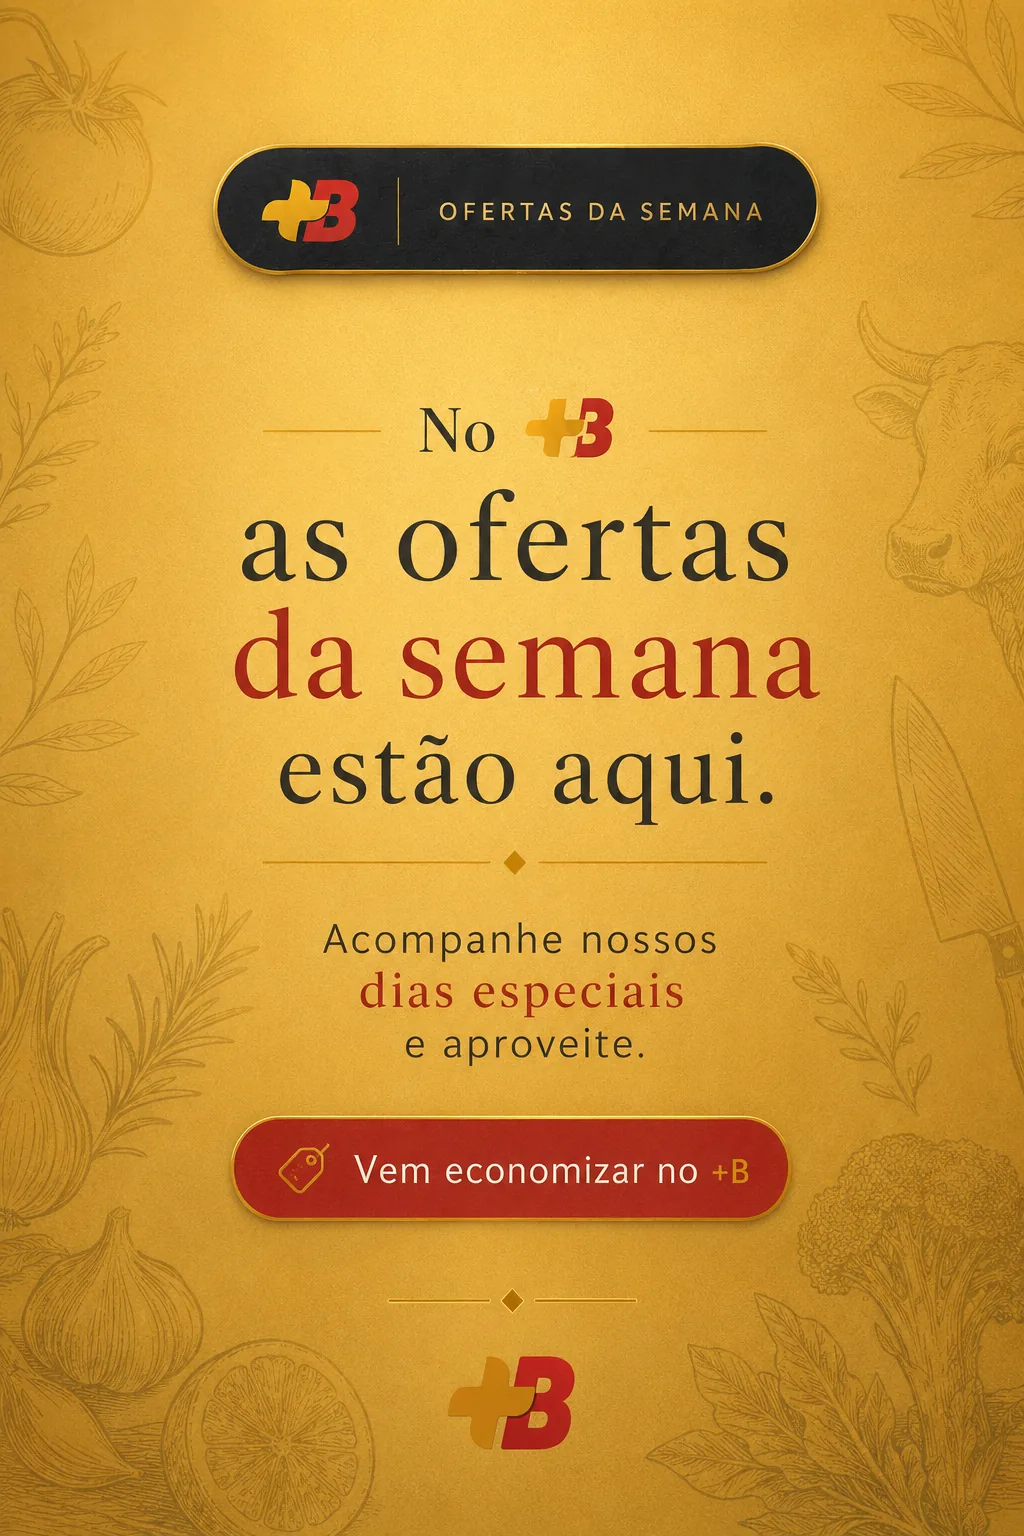 +B OFERTAS DA SEMANA
No +B
as ofertas
da semana
estão aqui.
Acompanhe nossos
dias especiais
e aproveite.
Vem economizar no +B
+B